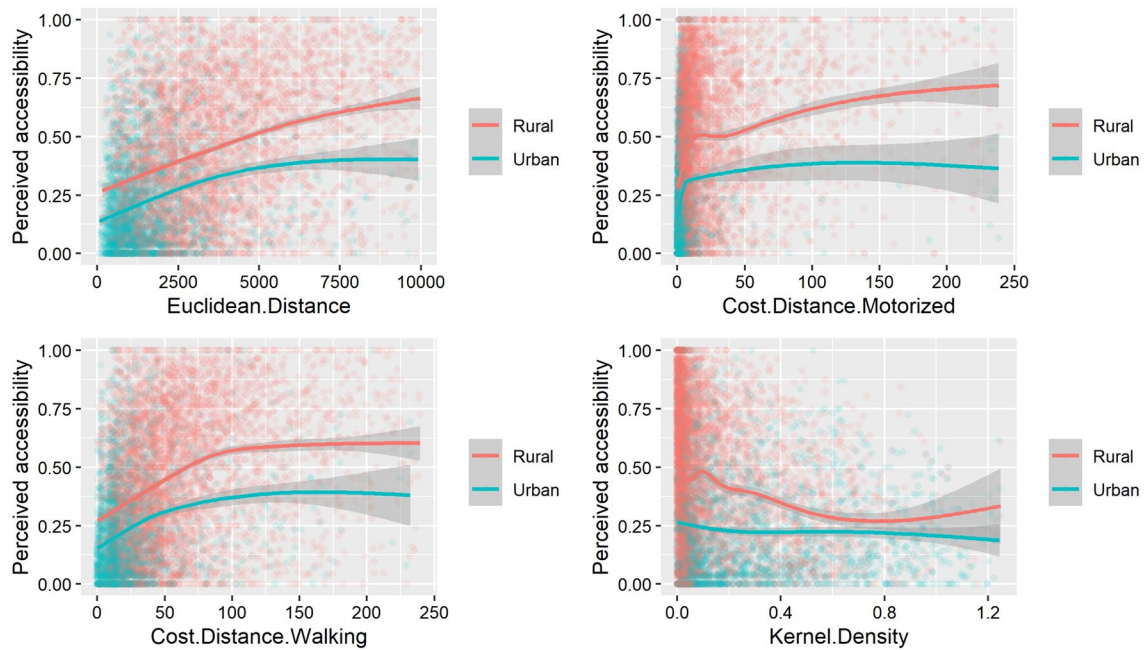 Perceived accessibility
1.00
0.75
0.50
0.25
0.00
0
2500
5000
7500
10000
Euclidean.Distance
Rural
Urban
Perceived accessibility
1.00
0.75
0.50
0.25
0.00
0
50
100
150
200
250
Cost.Distance.Motorized
Rural
Urban
Perceived accessibility
1.00
0.75
0.50
0.25
0.00
0
50
100
150
200
250
Cost.Distance.Walking
Rural
Urban
Perceived accessibility
1.00
0.75
0.50
0.25
0.00
0.0
0.4
0.8
1.2
Kernel.Density
Rural
Urban